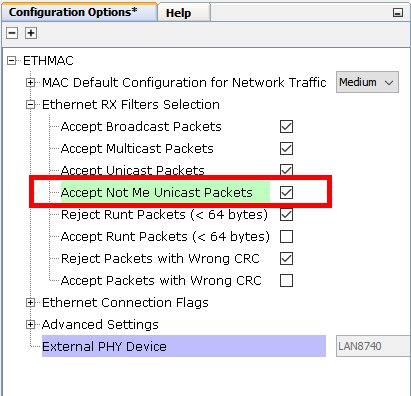 Configuration Options*
Help
ETHMAC
MAC Default Configuration for Network Traffic Medium
Ethernet RX Filters Selection
Accept Broadcast Packets
Accept Multicast Packets
Accept Unicast Packets
Accept Not Me Unicast Packets
Reject Runt Packets (< 64 bytes)
Accept Runt Packets (< 64 bytes)
Reject Packets with Wrong CRC
Accept Packets with Wrong CRC
Ethernet Connection Flags
Advanced Settings
External PHY Device LAN8740